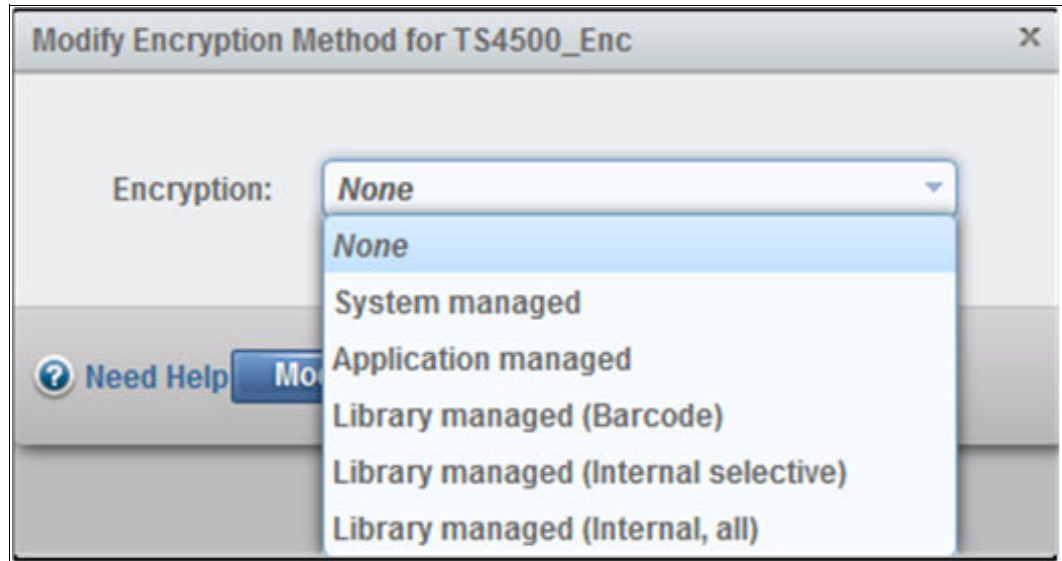 Modify Encryption Method for TS4500_Enc x
Encryption: None
None
System managed
Application managed
Library managed (Barcode)
Library managed (Internal selective)
Library managed (Internal, all)
? Need Help